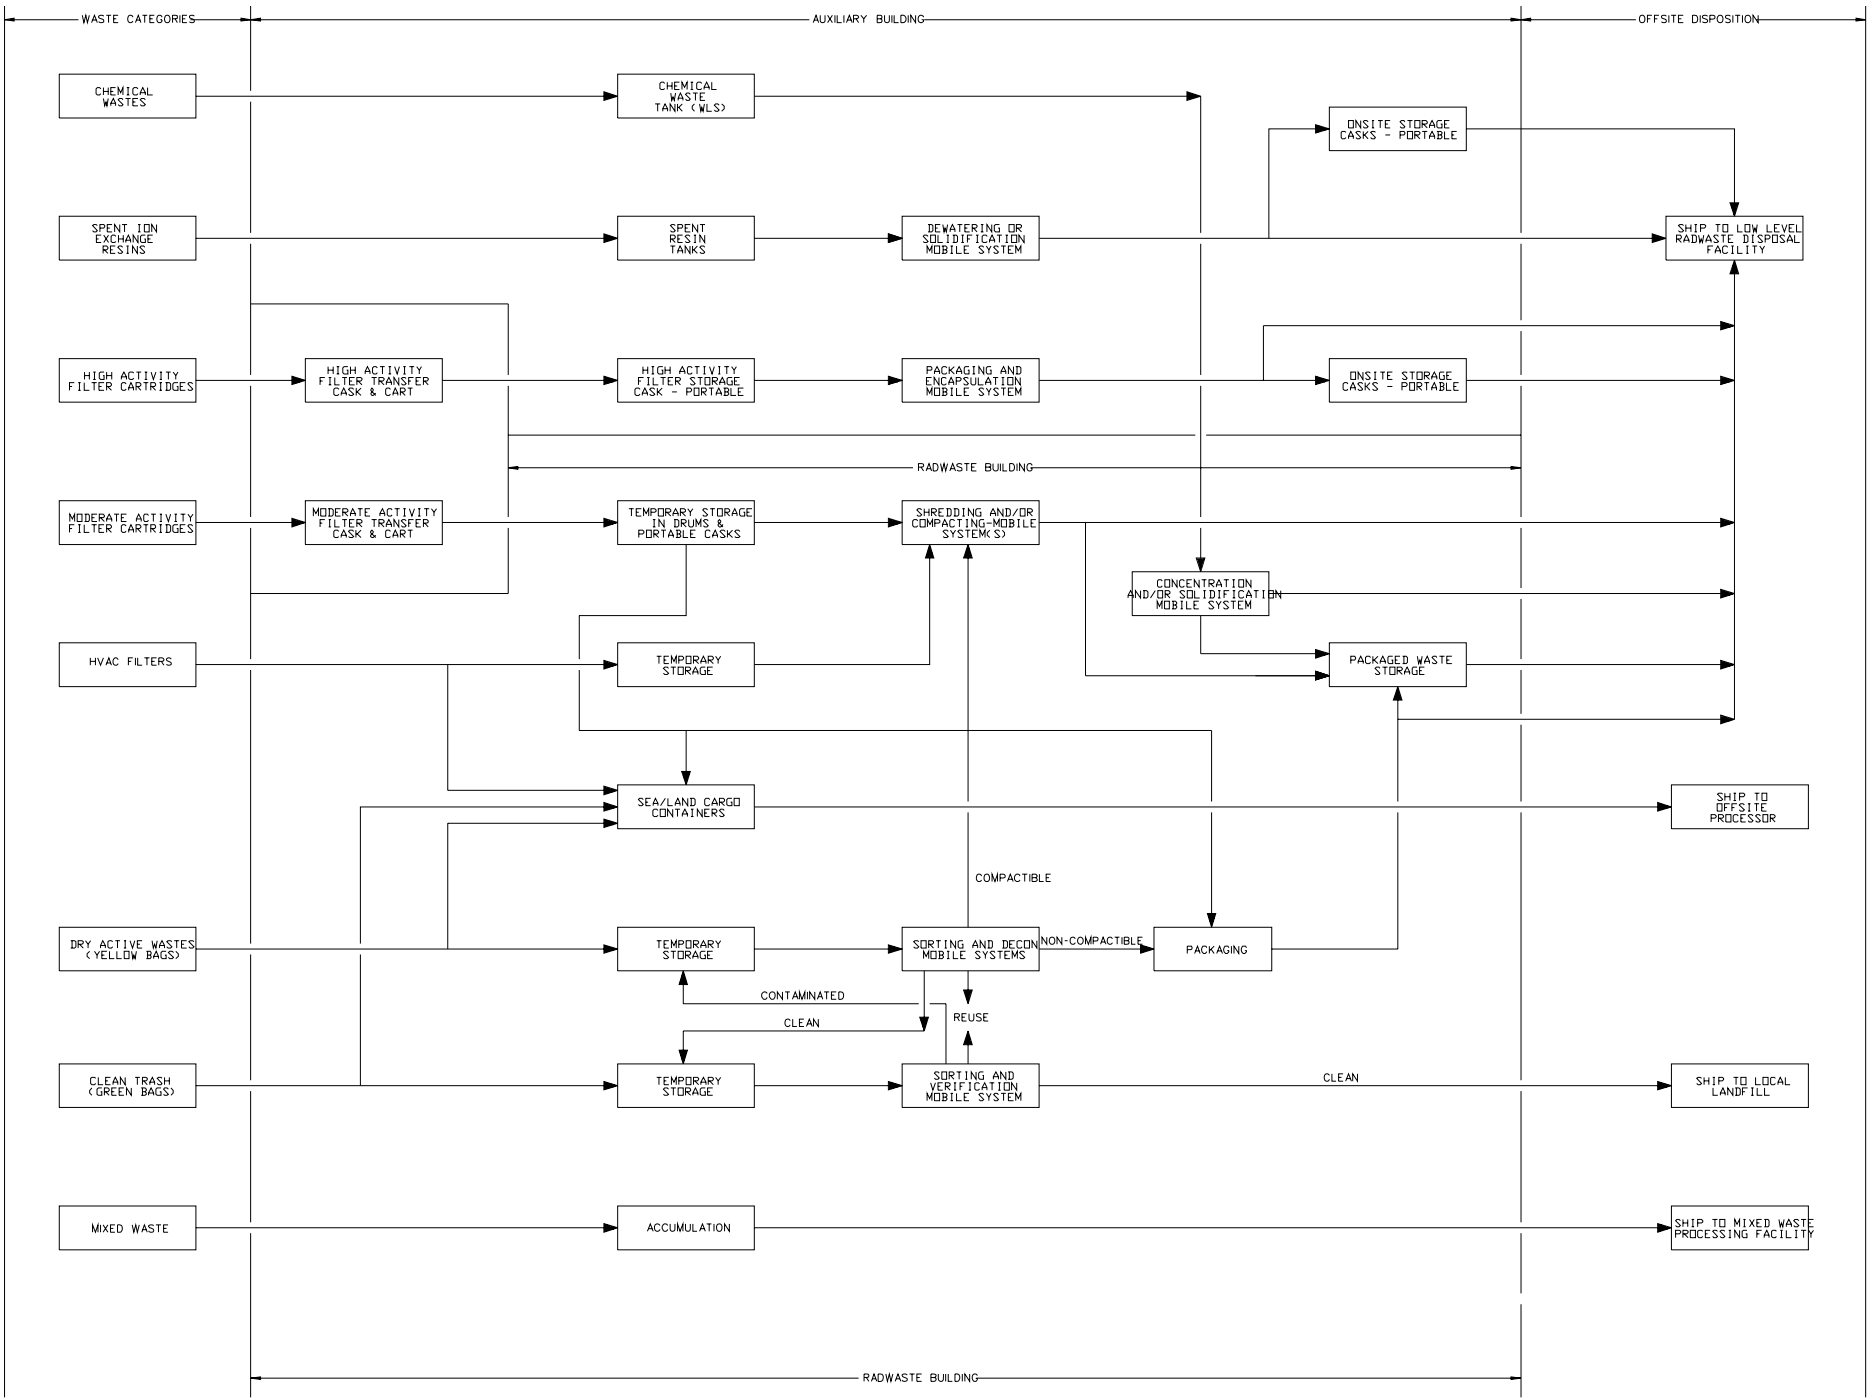 WASTE CATEGORIES
AUXILIARY BUILDING
OFFSITE DISPOSITION
CHEMICAL
WASTES
CHEMICAL
WASTE
TANK (WLS)
ONSITE STORAGE
CASKS - PORTABLE
SPENT ION
EXCHANGE
RESINS
SPENT
RESIN
TANKS
DEWATERING OR
SOLIDIFICATION
MOBILE SYSTEM
SHIP TO LOW LEVEL
RADWASTE DISPOSAL
FACILITY
HIGH ACTIVITY
FILTER CARTRIDGES
HIGH ACTIVITY
FILTER TRANSFER
CASK & CART
HIGH ACTIVITY
FILTER STORAGE
CASK - PORTABLE
PACKAGING AND
ENCAPSULATION
MOBILE SYSTEM
ONSITE STORAGE
CASKS - PORTABLE
RADWASTE BUILDING
MODERATE ACTIVITY
FILTER CARTRIDGES
MODERATE ACTIVITY
FILTER TRANSFER
CASK & CART
TEMPORARY STORAGE
IN DRUMS &
PORTABLE CASKS
SHREDDING AND/OR
COMPACTING-MOBILE
SYSTEM(S)
CONCENTRATION
AND/OR SOLIDIFICATION
MOBILE SYSTEM
HVAC FILTERS
TEMPORARY
STORAGE
PACKAGED WASTE
STORAGE
SEA/LAND CARGO
CONTAINERS
SHIP TO
OFFSITE
PROCESSOR
COMPACTIBLE
DRY ACTIVE WASTES
(YELLOW BAGS)
TEMPORARY
STORAGE
SORTING AND DECON
MOBILE SYSTEMS
NON-COMPACTIBLE
PACKAGING
CONTAMINATED
REUSE
CLEAN
CLEAN TRASH
(GREEN BAGS)
TEMPORARY
STORAGE
SORTING AND
VERIFICATION
MOBILE SYSTEM
CLEAN
SHIP TO LOCAL
LANDFILL
MIXED WASTE
ACCUMULATION
SHIP TO MIXED WASTE
PROCESSING FACILITY
RADWASTE BUILDING